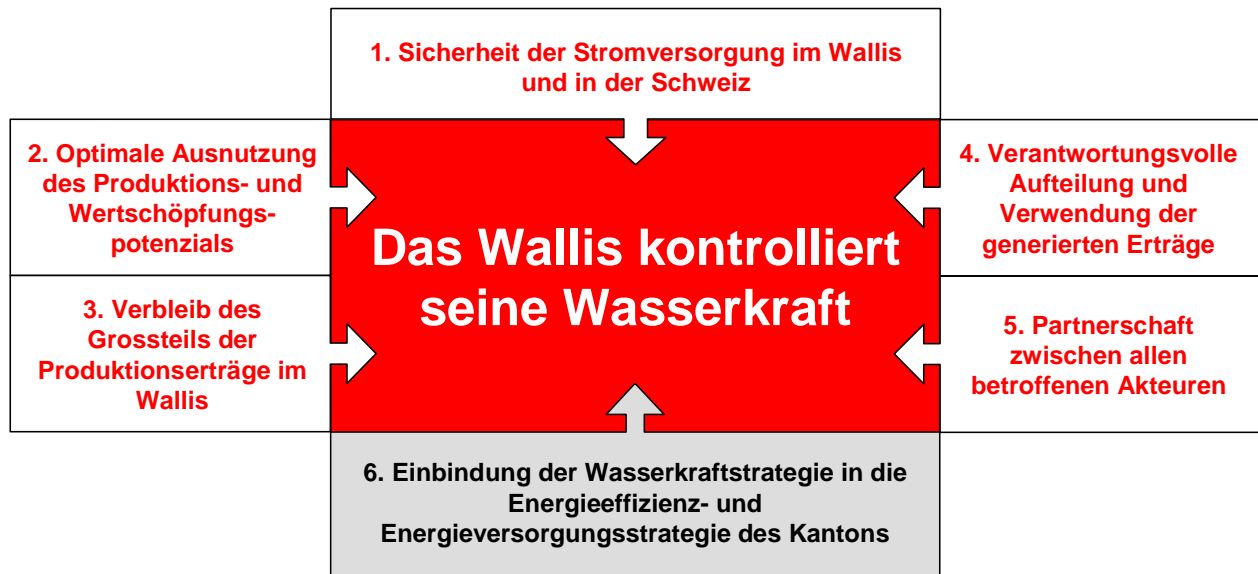 1. Sicherheit der Stromversorgung im Wallis
und in der Schweiz
2. Optimale Ausnutzung
des Produktions- und
Wertschöpfungs-
potenzials
3. Verbleib des
Grossteils der
Produktionserträge im
Wallis
Das Wallis kontrolliert
seine Wasserkraft
4. Verantwortungsvolle
Aufteilung und
Verwendung der
generierten Erträge
5. Partnerschaft
zwischen allen
betroffenen Akteuren
6. Einbindung der Wasserkraftstrategie in die
Energieeffizienz- und
Energieversorgungsstrategie des Kantons